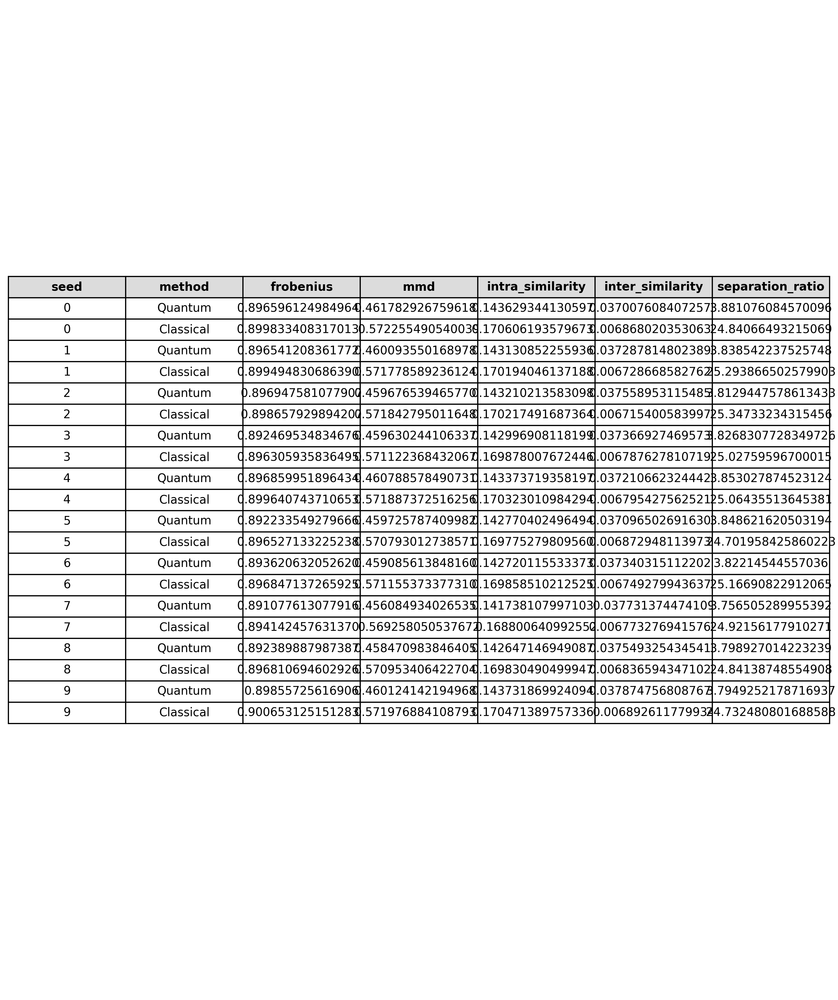 seed method frobenius mmd intra_similarity inter_similarity separation_ratio
0 Quantum 0.896596124984964 0.461782926759618 0.143629344130597 0.037007608407257 3.881076084570096
0 Classical 0.899833408317013 0.572255490540039 0.170606193579673 0.006868020353063 24.84066493215069
1 Quantum 0.896541208361772 0.460093550168978 0.143130852255936 0.037287814802389 3.838542237525748
1 Classical 0.899494830686390 0.571778589236124 0.170194046137188 0.006728668582762 25.293866502579903
2 Quantum 0.896947581077907 0.459676539465770 0.143210213583098 0.037558953115485 3.8129447578613433
2 Classical 0.898657929894207 0.571842795011648 0.170217491687364 0.006715400583997 25.34733234315456
3 Quantum 0.892469534834676 0.459630244106337 0.142996908118199 0.037366927469573 3.8268307728349726
3 Classical 0.896305935836495 0.571122368432067 0.169878007672446 0.006787627810719 25.02759596700015
4 Quantum 0.896859951896434 0.460788578490731 0.143373719358197 0.037210662324442 3.853027874523124
4 Classical 0.899640743710653 0.571887372516256 0.170323010984294 0.006795427562521 25.06435513645381
5 Quantum 0.892233549279666 0.459725787409982 0.142770402496494 0.037096502691630 3.848621620503194
5 Classical 0.896527133225238 0.570793012738571 0.169775279809560 0.006872948113973 24.701958425860223
6 Quantum 0.893620632052620 0.459085613848160 0.142720115533373 0.037340315112202 3.82214544557036
6 Classical 0.896847137265925 0.571155373377310 0.169858510212525 0.006749279943637 25.16690822912065
7 Quantum 0.891077613077916 0.456084934026535 0.141738107997103 0.037731374474109 3.756505289955392
7 Classical 0.894142457631370 0.569258050537672 0.168800640992552 0.006773276941576 24.92156177910271
8 Quantum 0.892389887987387 0.458470983846405 0.142647146949087 0.037549325434541 3.798927014223239
8 Classical 0.896810694602926 0.570953406422704 0.169830490499947 0.006836594347102 24.84138748554908
9 Quantum 0.89855725616906 0.460124142194968 0.143731869924094 0.037874756808767 3.7949252178716937
9 Classical 0.900653125151283 0.571976884108793 0.170471389757336 0.006892611779934 24.732480801688588